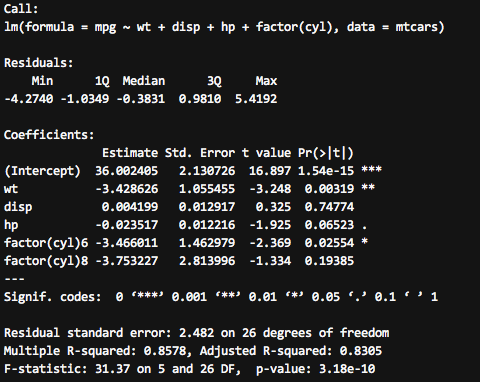 Call:
lm(formula = mpg ~ wt + disp + hp + factor(cyl), data = mtcars)

Residuals:
    Min      1Q  Median      3Q     Max
-4.2740 -1.0349 -0.3831  0.9810  5.4192

Coefficients:
              Estimate Std. Error t value Pr(>|t|)
(Intercept)  36.002405   2.130726  16.897 1.54e-15 ***
wt           -3.428626   1.055455  -3.248  0.00319 **
disp          0.004199   0.012917   0.325  0.74774
hp           -0.023517   0.012216  -1.925  0.06523 .
factor(cyl)6 -3.466011   1.462979  -2.369  0.02554 *
factor(cyl)8 -3.753227   2.813996  -1.334  0.19385
---
Signif. codes:  0 ‘***’ 0.001 ‘**’ 0.01 ‘*’ 0.05 ‘.’ 0.1 ‘ ’ 1

Residual standard error: 2.482 on 26 degrees of freedom
Multiple R-squared: 0.8578, Adjusted R-squared: 0.8305
F-statistic: 31.37 on 5 and 26 DF,  p-value: 3.18e-10